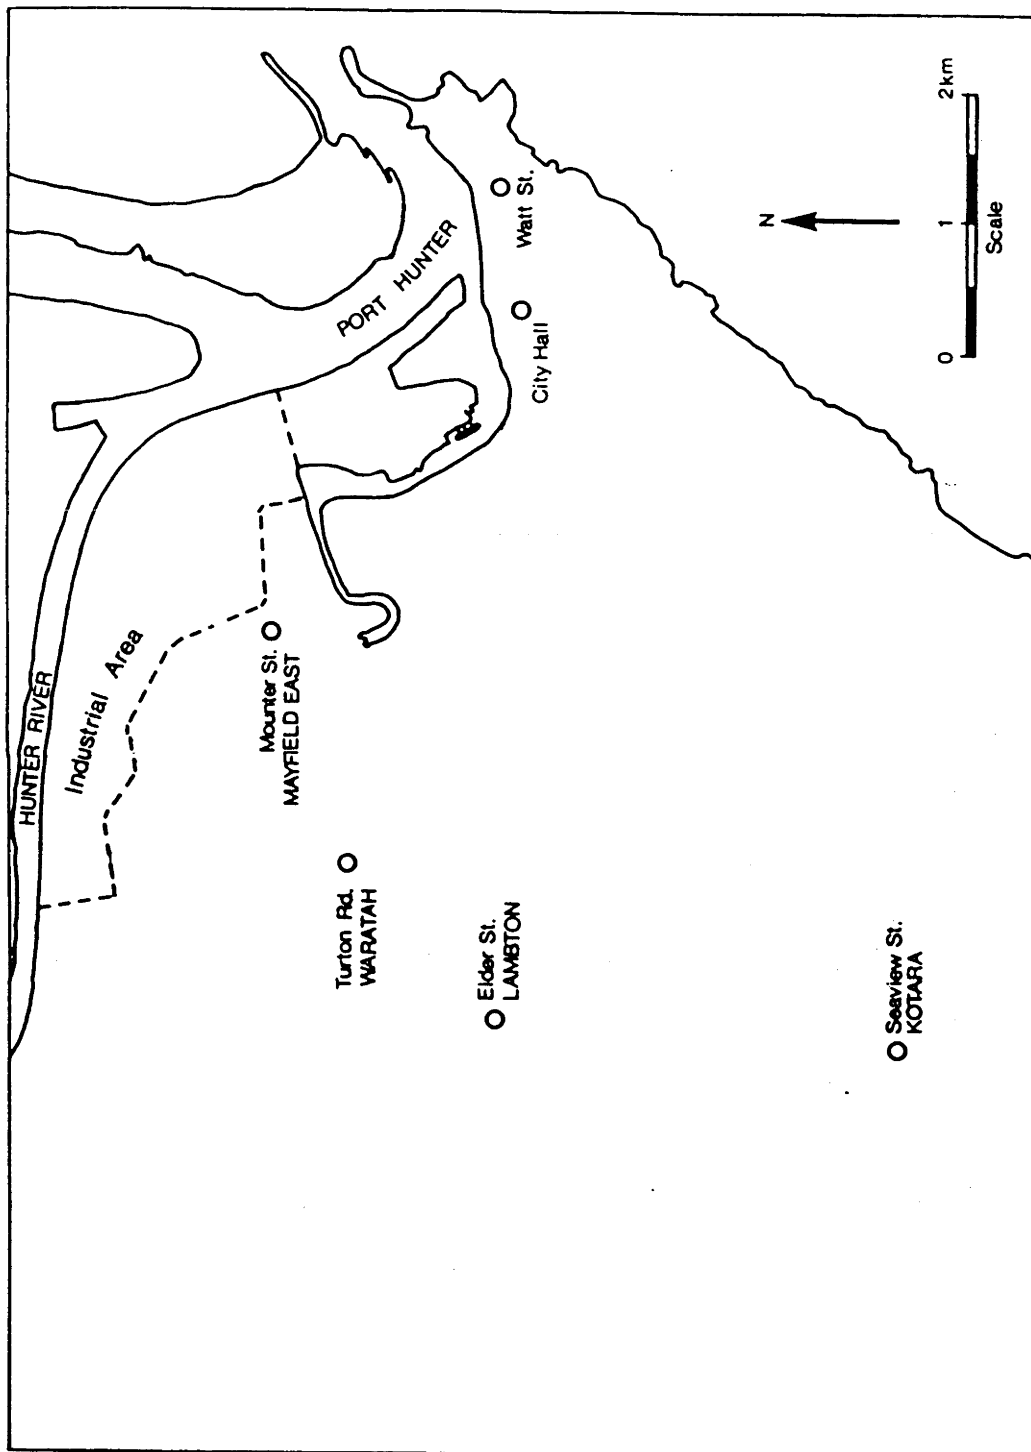 HUNTER RIVER
Industrial Area
PORT HUNTER
Mounter St.
MAYFIELD EAST
Turton Rd.
WARATAH
Elder St.
LAMBTON
City Hall
Watt St.
Seaview St.
KOTARA
N
0 1 2km
Scale